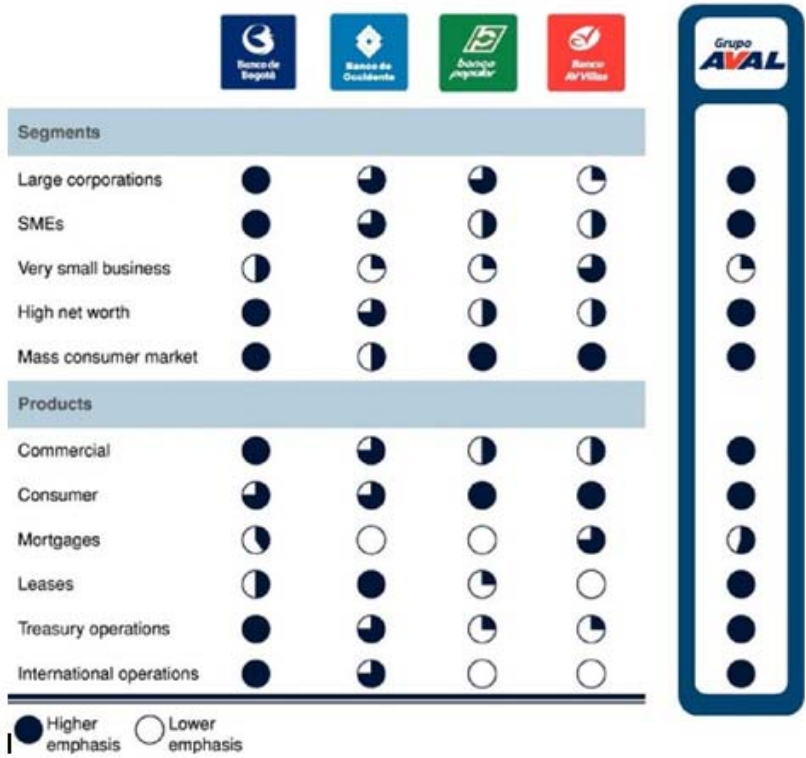 Banco de
Bogotá
Banco de
Occidente
banco
popular
Banco
AV Villas
Grupo
AVAL
Segments
Large corporations
SMEs
Very small business
High net worth
Mass consumer market
Products
Commercial
Consumer
Mortgages
Leases
Treasury operations
International operations
Higher
emphasis
Lower
emphasis